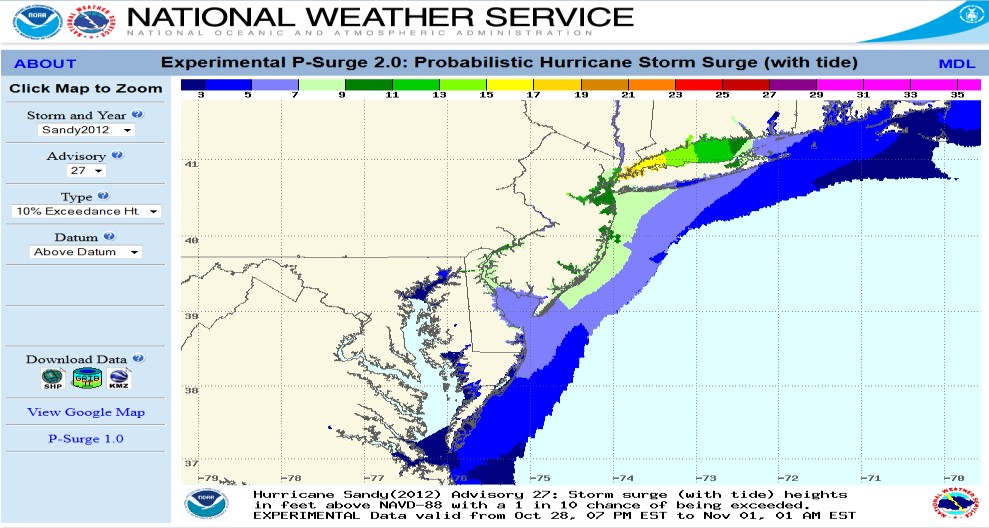 NATIONAL WEATHER SERVICE
NATIONAL OCEANIC AND ATMOSPHERIC ADMINISTRATION
ABOUT
Experimental P-Surge 2.0: Probabilistic Hurricane Storm Surge (with tide)
MDL
Click Map to Zoom
3 5 7 9 11 13 15 17 19 21 23 25 27 29 31 33 35
Storm and Year ?
Sandy2012
Advisory ?
27
Type ?
10% Exceedance Ht.
Datum ?
Above Datum
Download Data ?
SHP GRIB II KMZ
View Google Map
P-Surge 1.0
41
40
39
38
37
-79 -78 -77 -76 -75 -74 -73 -72 -71 -70
NOAA
Hurricane Sandy(2012) Advisory 27: Storm surge (with tide) heights
in feet above NAVD-88 with a 1 in 10 chance of being exceeded.
EXPERIMENTAL Data valid from Oct 28, 07 PM EST to Nov 01, 01 AM EST